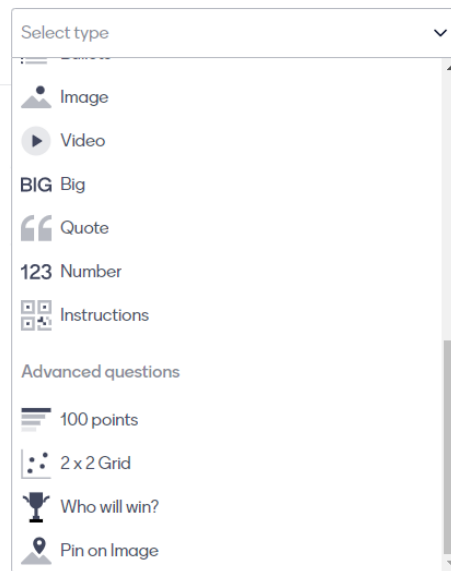 Select type
Image
Video
BIG Big
Quote
123 Number
Instructions
Advanced questions
100 points
2 x 2 Grid
Who will win?
Pin on Image